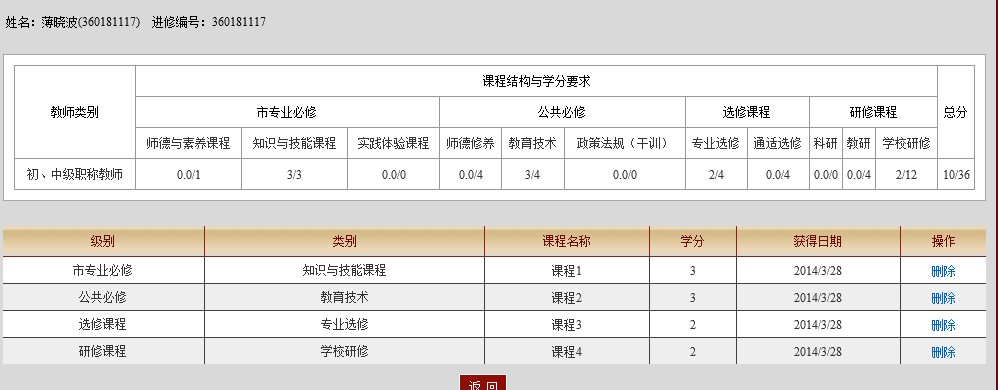 姓名：薄晓波(360181117) 进修编号：360181117
课程结构与学分要求
教师类别 市专业必修 公共必修 选修课程 研修课程 总分
师德与素养课程 知识与技能课程 实践体验课程 师德修养 教育技术 政策法规（干训） 专业选修 通适选修 科研 教研 学校研修
初、中级职称教师 0.0/1 3/3 0.0/0 0.0/4 3/4 0.0/0 2/4 0.0/4 0.0/0 0.0/4 2/12 10/36
级别 类别 课程名称 学分 获得日期 操作
市专业必修 知识与技能课程 课程1 3 2014/3/28 删除
公共必修 教育技术 课程2 3 2014/3/28 删除
选修课程 专业选修 课程3 2 2014/3/28 删除
研修课程 学校研修 课程4 2 2014/3/28 删除
返 回